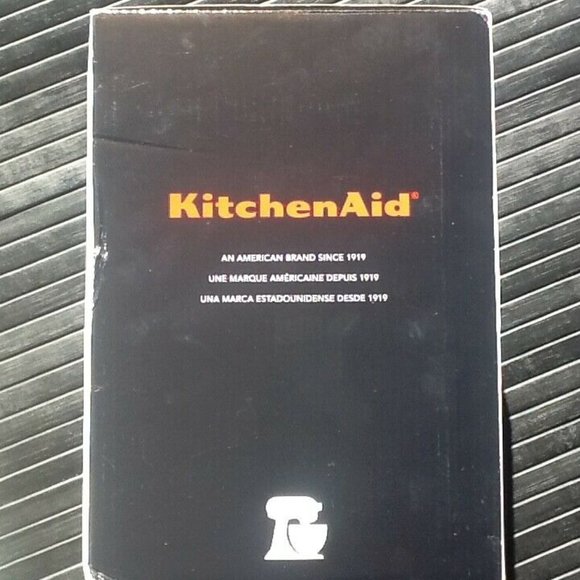 KitchenAid®
AN AMERICAN BRAND SINCE 1919
UNE MARQUE AMÉRICAINE DEPUIS 1919
UNA MARCA ESTADOUNIDENSE DESDE 1919